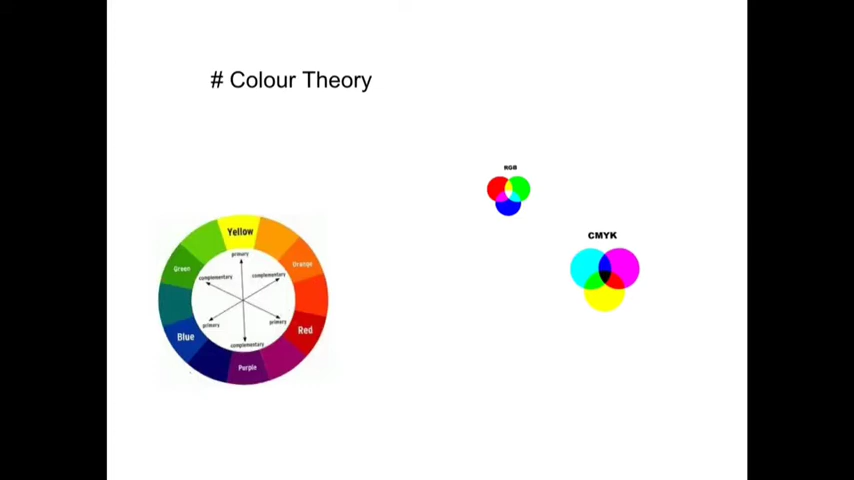 # Colour Theory
RGB
CMYK
Yellow
primary
Orange
Green
complementary
complementary
primary
primary
Blue
Red
complementary
Purple